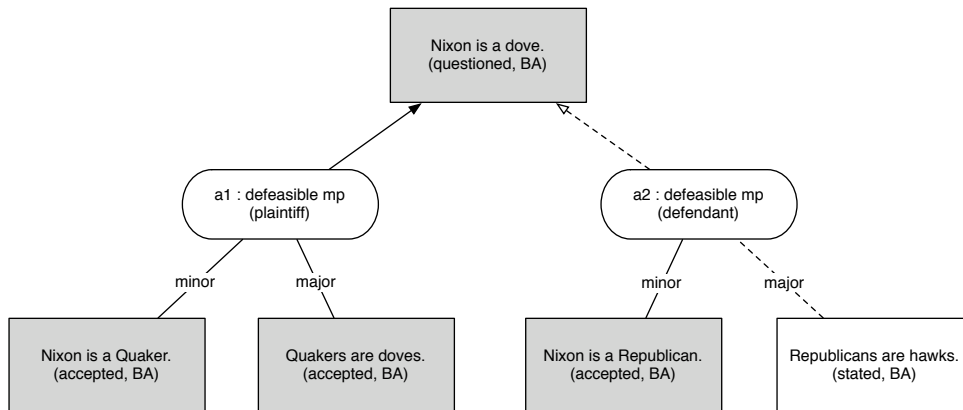 Nixon is a dove.
(questioned, BA)
a1 : defeasible mp
(plaintiff)
a2 : defeasible mp
(defendant)
minor
major
minor
major
Nixon is a Quaker.
(accepted, BA)
Quakers are doves.
(accepted, BA)
Nixon is a Republican.
(accepted, BA)
Republicans are hawks.
(stated, BA)